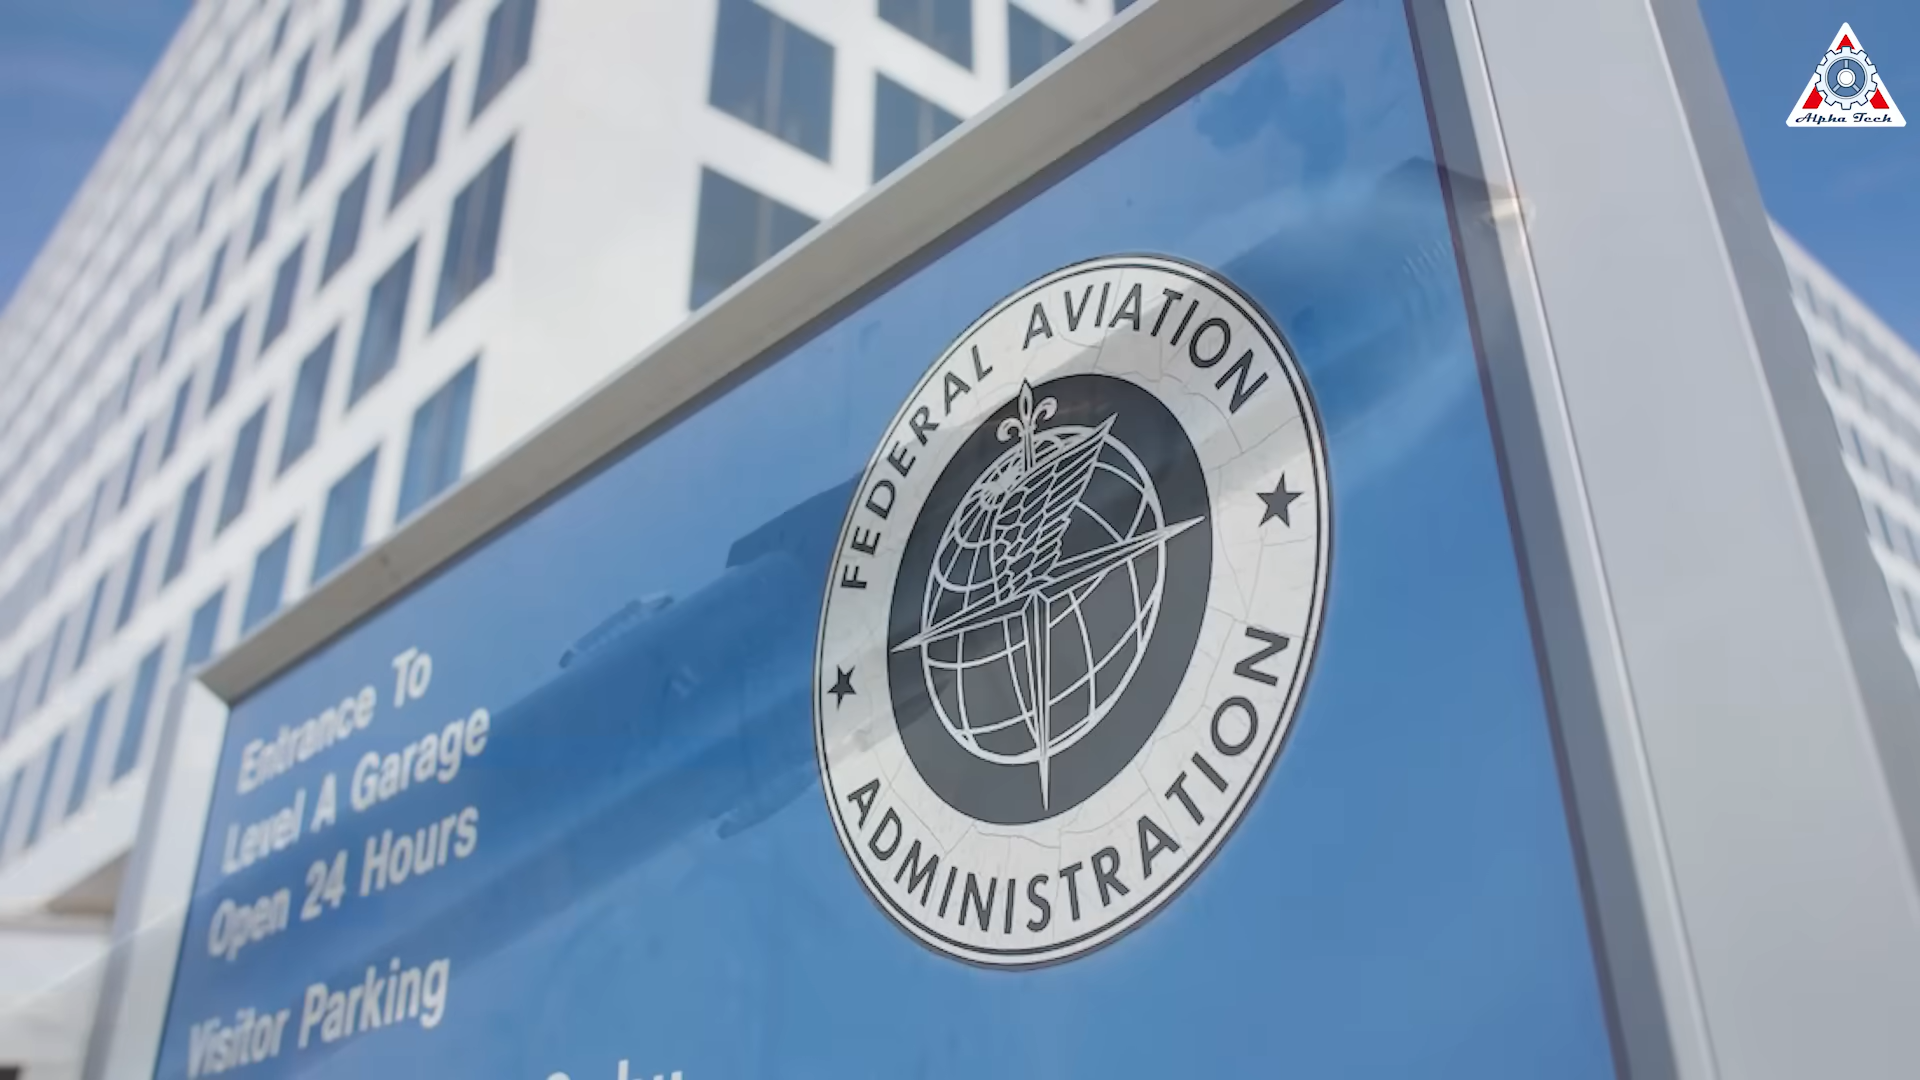 Alpha Tech
FEDERAL AVIATION
ADMINISTRATION
Entrance To
Level A Garage
Open 24 Hours
Visitor Parking